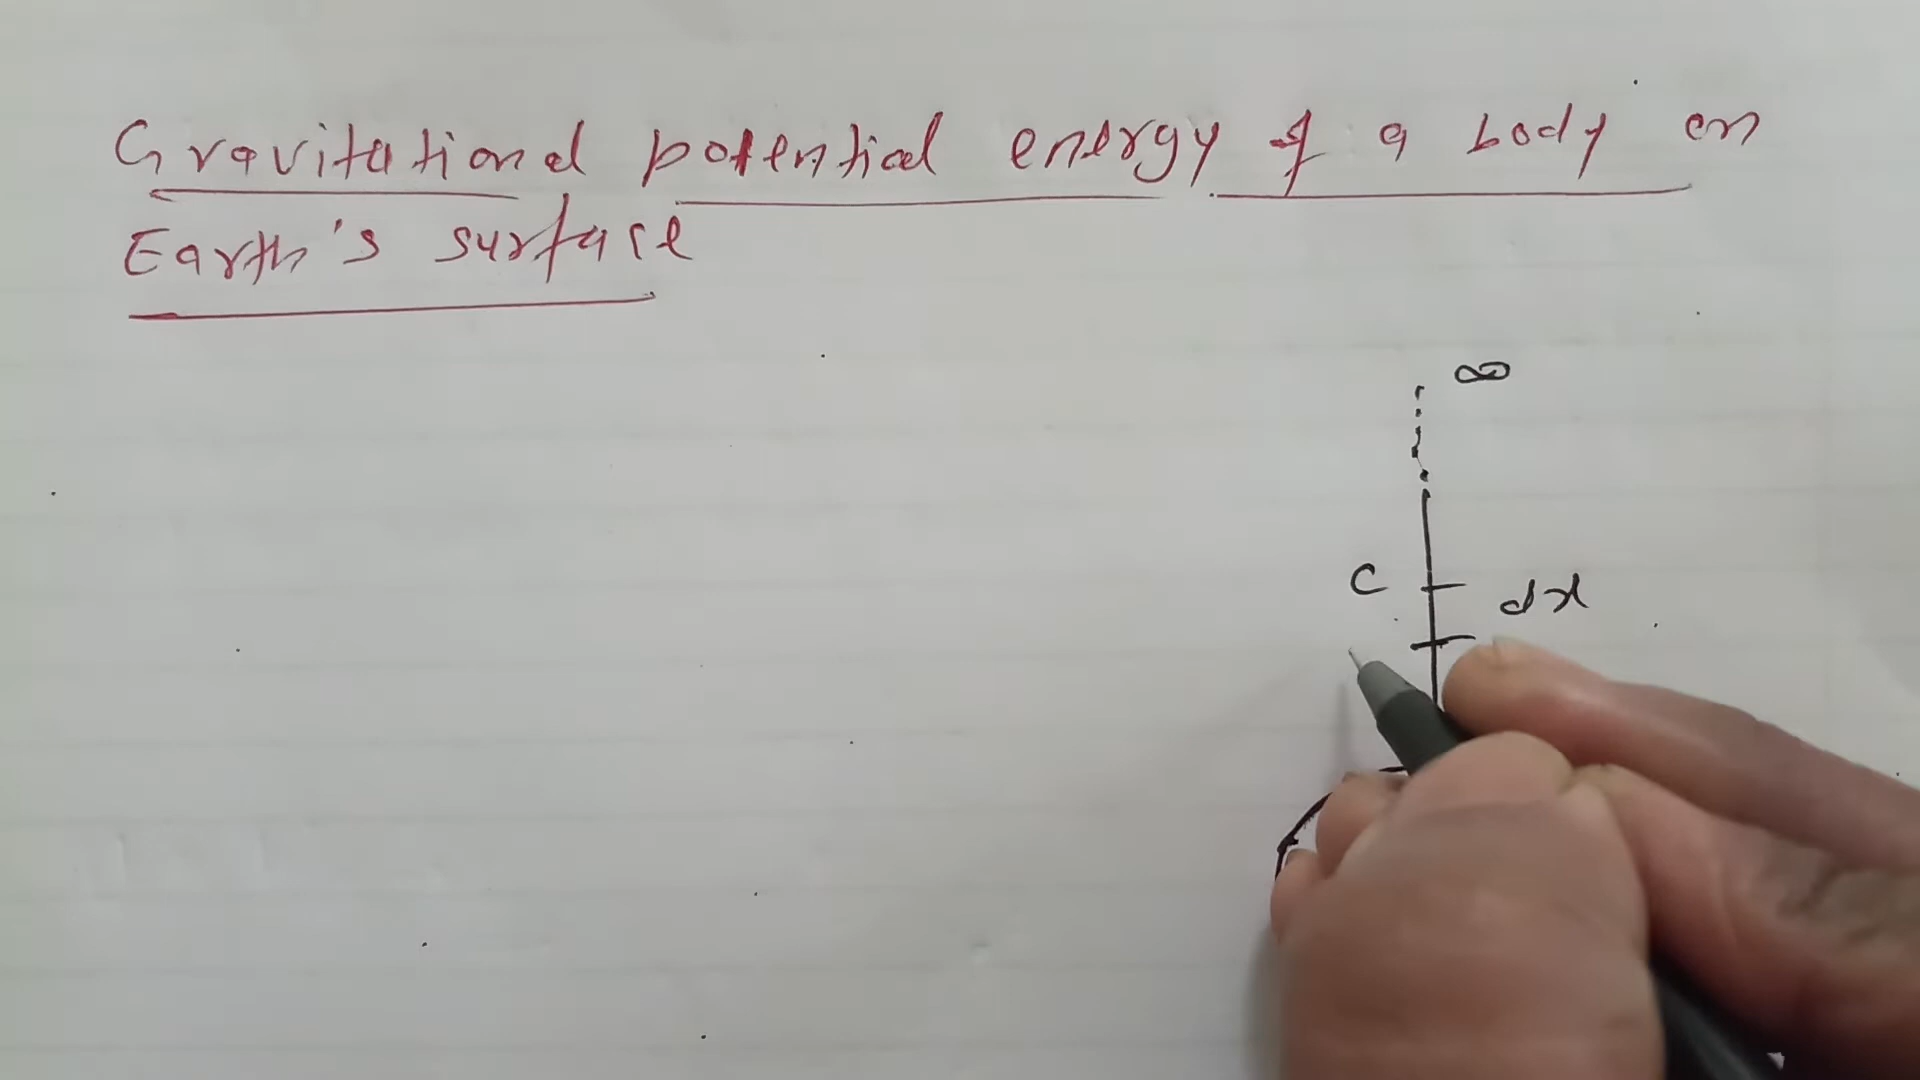 Gravitational potential energy of a body on
Earth's surface
∞
C
dx